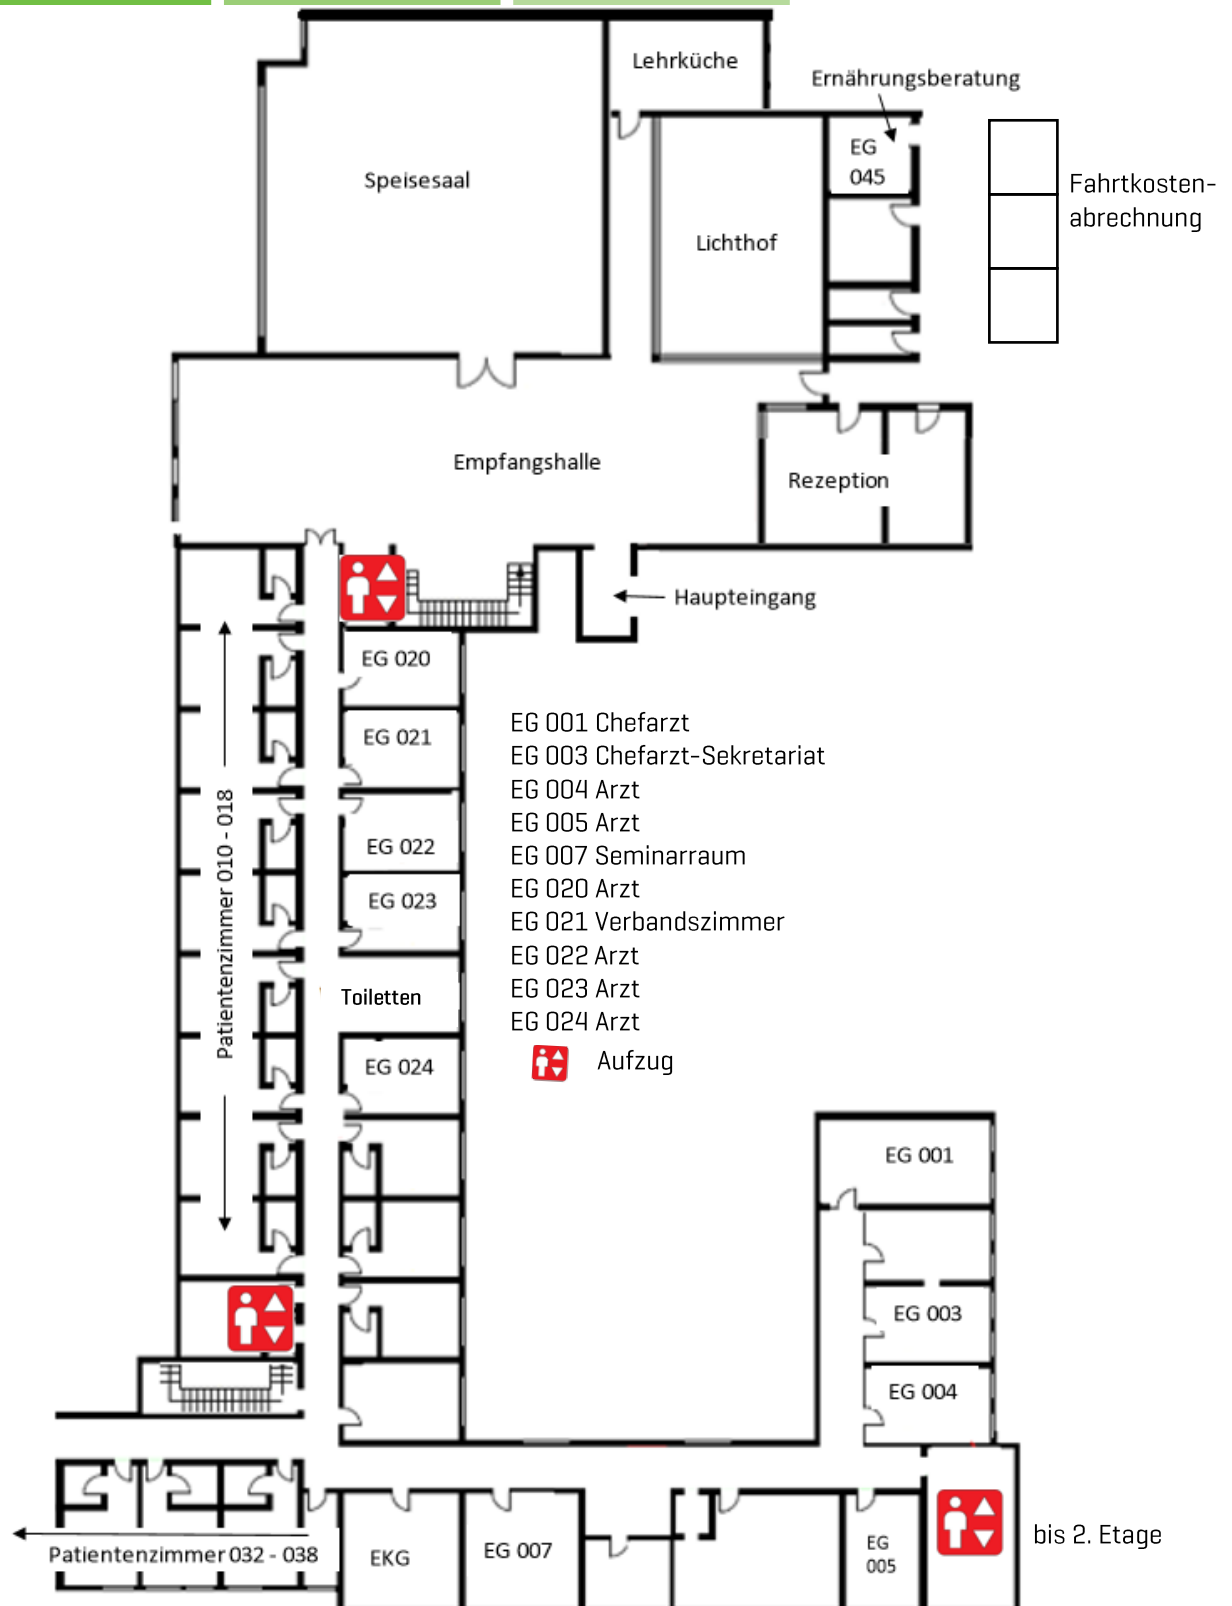 Lehrküche
Ernährungsberatung
EG
045
Speisesaal
Fahrtkosten-
abrechnung
Lichthof
Empfangshalle
Rezeption
Haupteingang
EG 020
EG 021
EG 022
EG 023
Toiletten
EG 024
Patientenzimmer 010 - 018
EG 001 Chefarzt
EG 003 Chefarzt-Sekretariat
EG 004 Arzt
EG 005 Arzt
EG 007 Seminarraum
EG 020 Arzt
EG 021 Verbandszimmer
EG 022 Arzt
EG 023 Arzt
EG 024 Arzt
Aufzug
EG 001
EG 003
EG 004
Patientenzimmer 032 - 038
EKG
EG 007
EG
005
bis 2. Etage